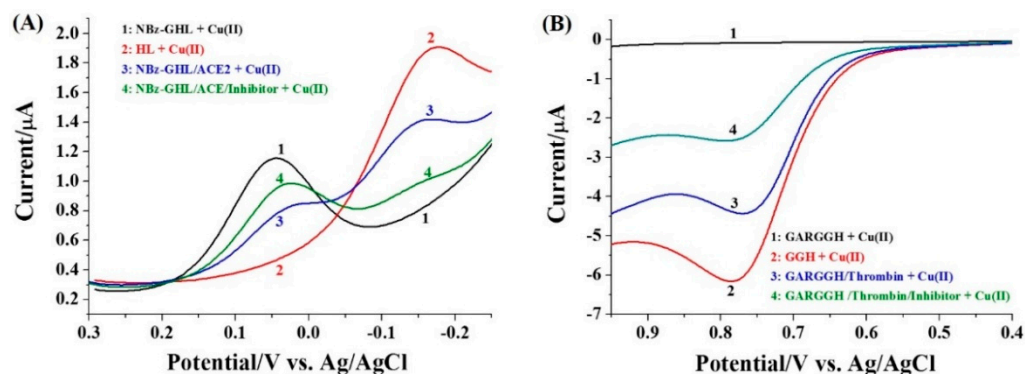 (A)
1: NBz-GHL + Cu(II)
2: HL + Cu(II)
3: NBz-GHL/ACE2 + Cu(II)
4: NBz-GHL/ACE/Inhibitor + Cu(II)
2.0
1.8
1.6
1.4
1.2
1.0
0.8
0.6
0.4
0.2
Current/μA
1
4
3
2
2
3
4
1
0.3 0.2 0.1 0.0 -0.1 -0.2
Potential/V vs. Ag/AgCl
(B)
0
-1
-2
-3
-4
-5
-6
-7
Current/μA
1
4
3
2
1: GARGGH + Cu(II)
2: GGH + Cu(II)
3: GARGGH/Thrombin + Cu(II)
4: GARGGH /Thrombin/Inhibitor + Cu(II)
0.9 0.8 0.7 0.6 0.5 0.4
Potential/V vs. Ag/AgCl